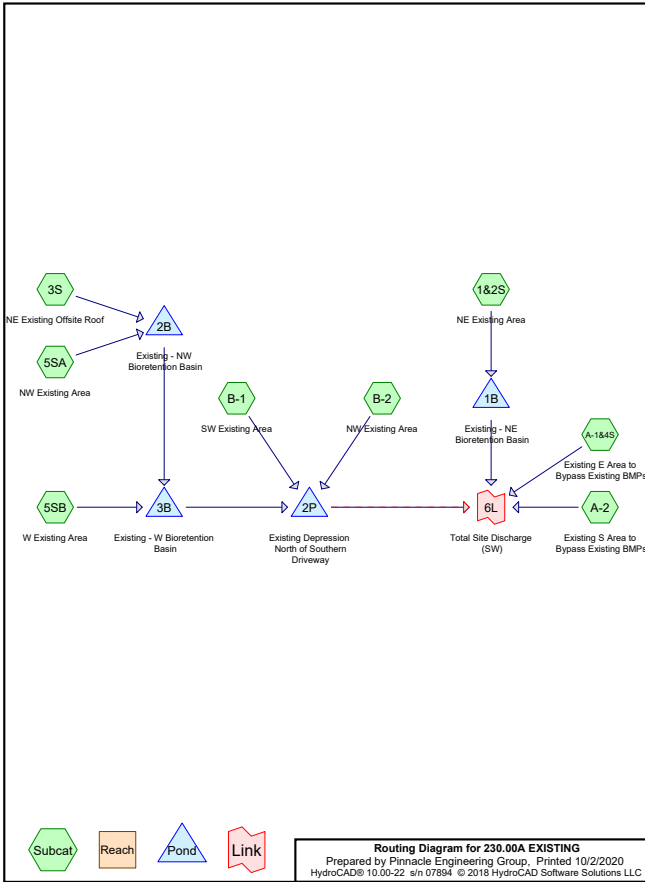 3S
NE Existing Offsite Roof
2B
Existing - NW
Bioretention Basin
5SA
NW Existing Area
1&2S
NE Existing Area
B-1
SW Existing Area
B-2
NW Existing Area
1B
Existing - NE
Bioretention Basin
A-1&4S
Existing E Area to
Bypass Existing BMPs
5SB
W Existing Area
3B
Existing - W Bioretention
Basin
2P
Existing Depression
North of Southern
Driveway
6L
Total Site Discharge
(SW)
A-2
Existing S Area to
Bypass Existing BMPs
Subcat
Reach
Pond
Link
Routing Diagram for 230.00A EXISTING
Prepared by Pinnacle Engineering Group, Printed 10/2/2020
HydroCAD® 10.00-22 s/n 07894 © 2018 HydroCAD Software Solutions LLC